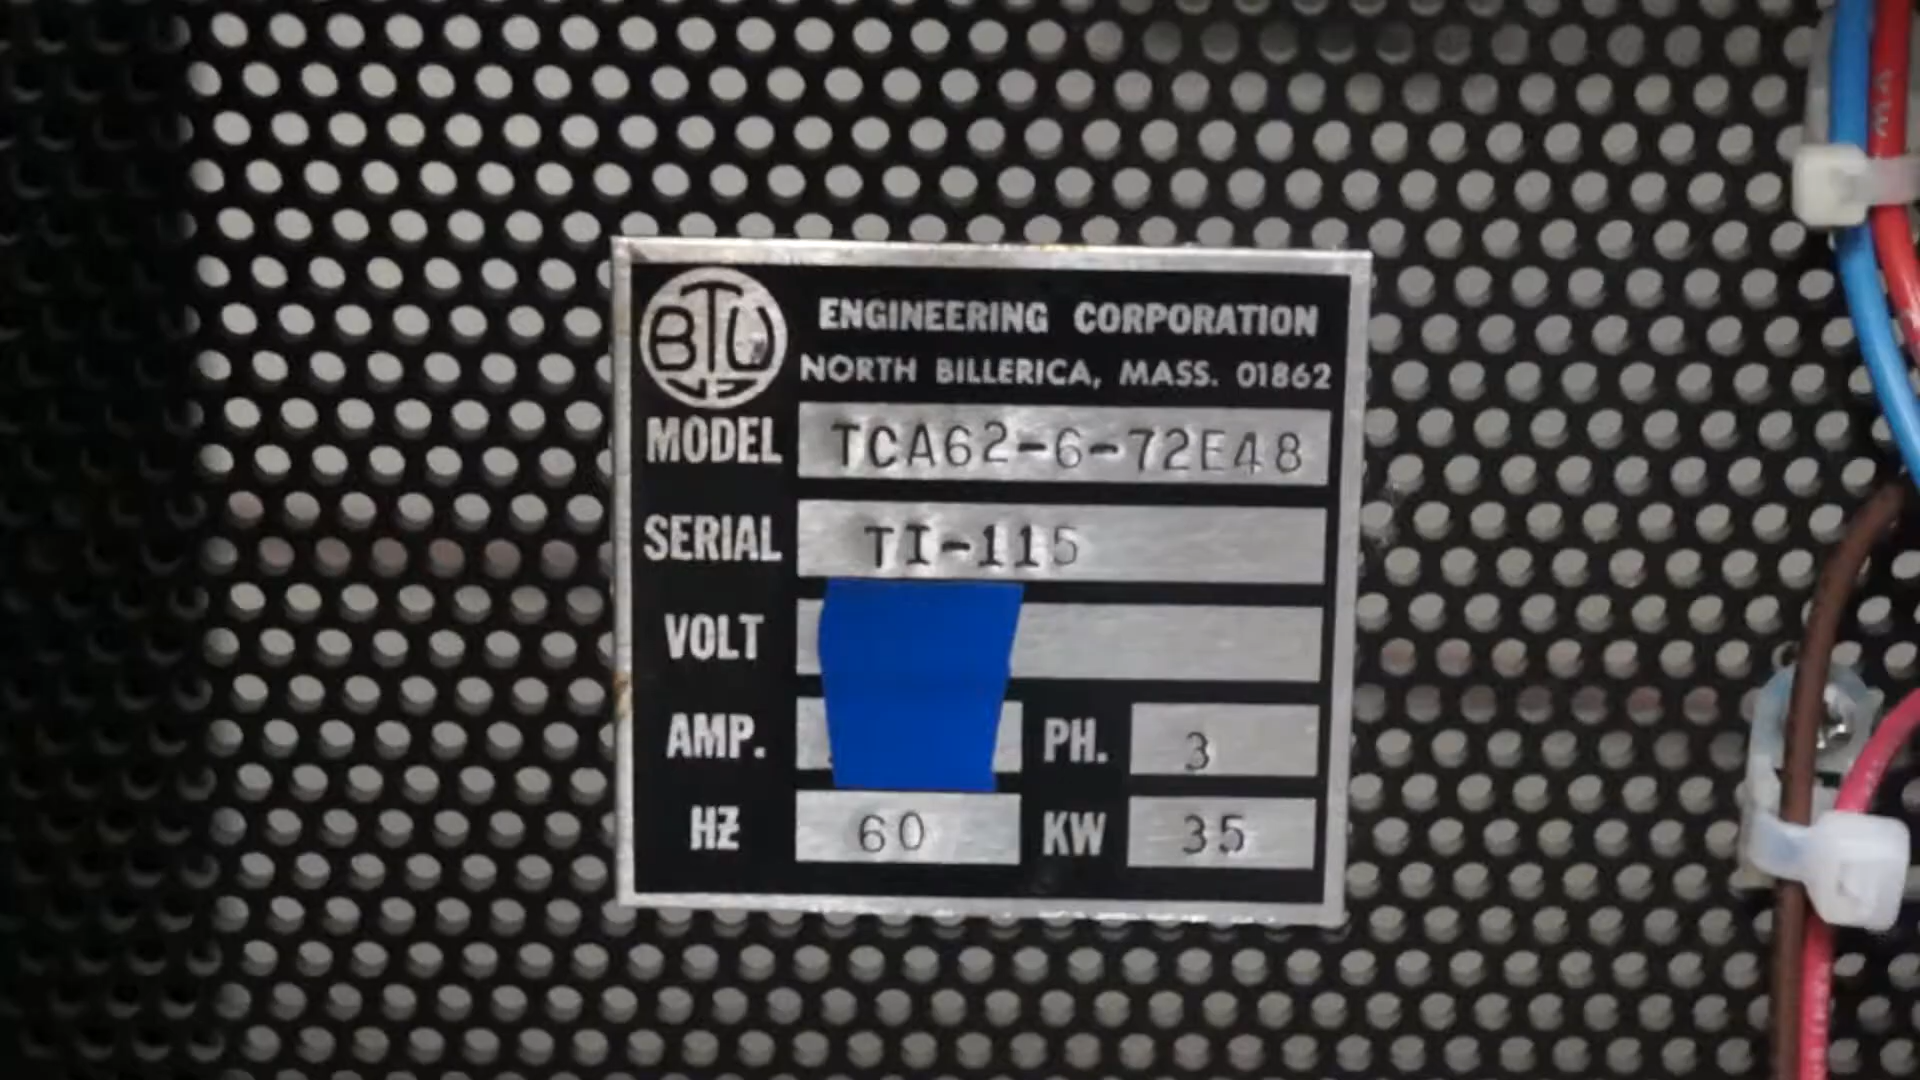 BTU
ENGINEERING CORPORATION
NORTH BILLERICA, MASS. 01862
MODEL TCA62-6-72E48
SERIAL TI-115
VOLT
AMP. PH. 3
HZ 60 KW 35